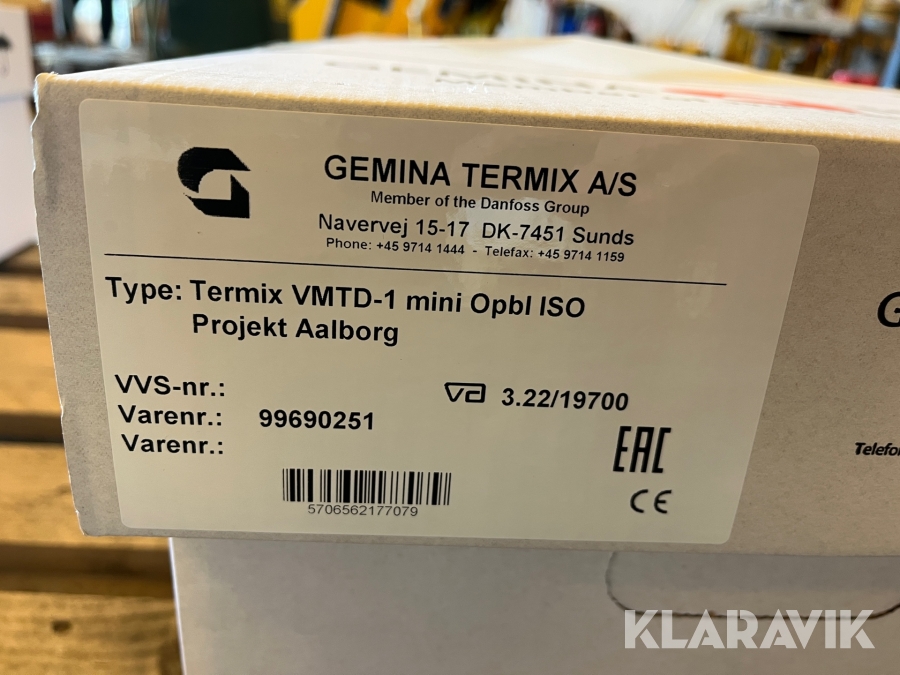 GEMINA TERMIX A/S
Member of the Danfoss Group
Navervej 15-17 DK-7451 Sunds
Phone: +45 9714 1444 - Telefax: +45 9714 1159
Type: Termix VMTD-1 mini Opbl ISO
Projekt Aalborg
VVS-nr.:
va 3.22/19700
Varenr.: 99690251
Varenr.:
EAC
CE
5706562177079
KLARAVIK